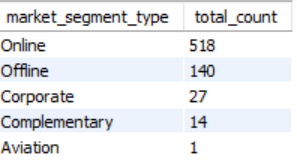 market_segment_type total_count
Online 518
Offline 140
Corporate 27
Complementary 14
Aviation 1